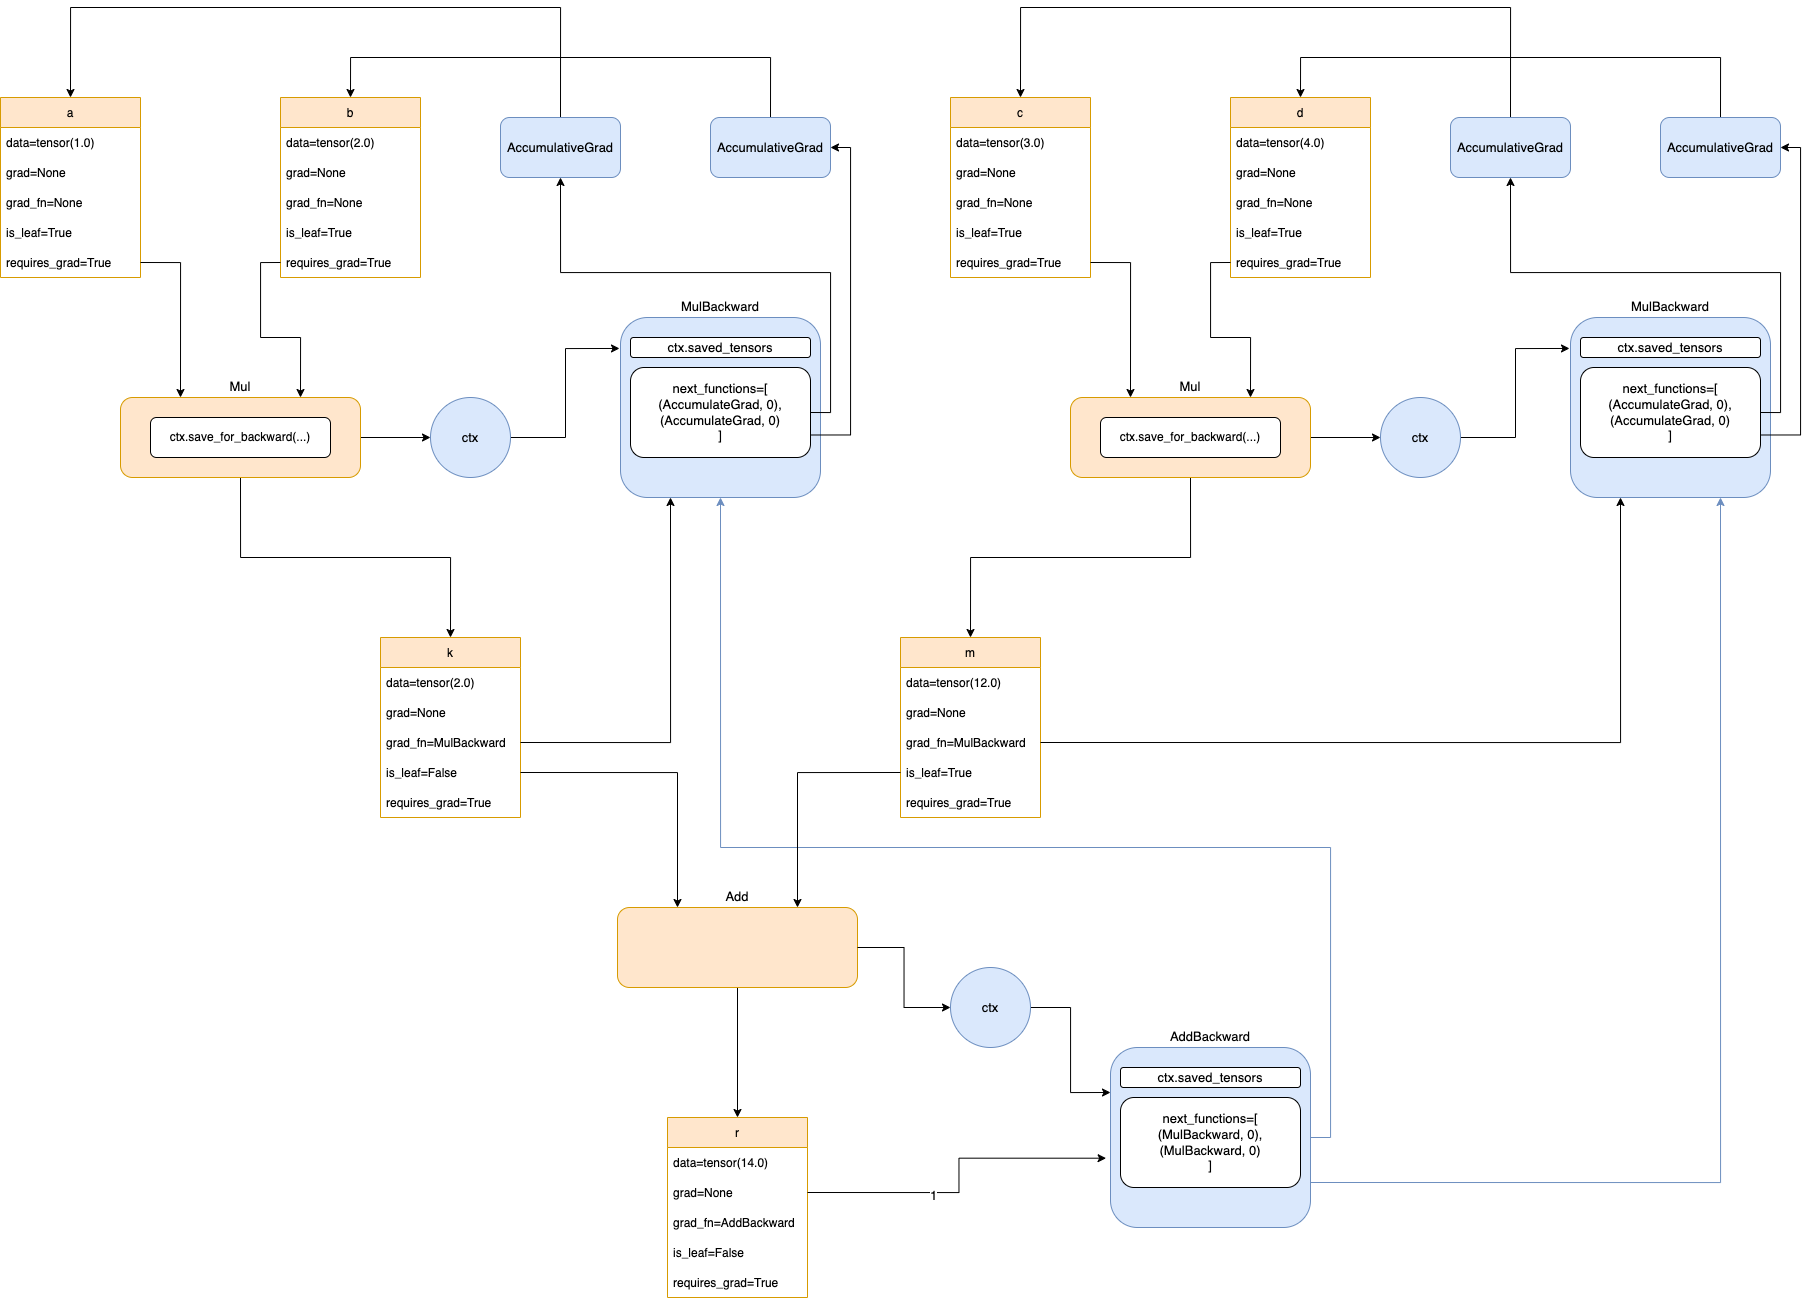 a
data=tensor(1.0)
grad=None
grad_fn=None
is_leaf=True
requires_grad=True
b
data=tensor(2.0)
grad=None
grad_fn=None
is_leaf=True
requires_grad=True
AccumulativeGrad
AccumulativeGrad
c
data=tensor(3.0)
grad=None
grad_fn=None
is_leaf=True
requires_grad=True
d
data=tensor(4.0)
grad=None
grad_fn=None
is_leaf=True
requires_grad=True
AccumulativeGrad
AccumulativeGrad
Mul
ctx.save_for_backward(...)
ctx
MulBackward
ctx.saved_tensors
next_functions=[
(AccumulateGrad, 0),
(AccumulateGrad, 0)
]
Mul
ctx.save_for_backward(...)
ctx
MulBackward
ctx.saved_tensors
next_functions=[
(AccumulateGrad, 0),
(AccumulateGrad, 0)
]
k
data=tensor(2.0)
grad=None
grad_fn=MulBackward
is_leaf=False
requires_grad=True
m
data=tensor(12.0)
grad=None
grad_fn=MulBackward
is_leaf=True
requires_grad=True
Add
ctx
AddBackward
ctx.saved_tensors
next_functions=[
(MulBackward, 0),
(MulBackward, 0)
]
r
data=tensor(14.0)
grad=None
grad_fn=AddBackward
is_leaf=False
requires_grad=True
1